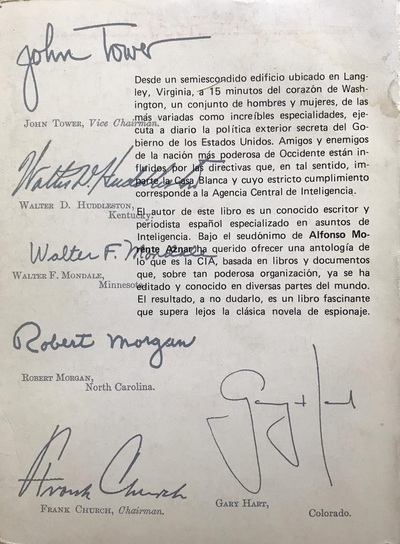 John Tower
Desde un semiescondido edificio ubicado en Lang-
ley, Virginia, a 15 minutos del corazón de Wash-
ington, un conjunto de hombres y mujeres, de las
más variadas como increíbles especialidades, eje-
cuta a diario la política exterior secreta del Go-
bierno de los Estados Unidos. Amigos y enemigos
de la nación más poderosa de Occidente están in-
fluidos por las directivas que, en tal sentido, im-
parte la Casa Blanca y cuyo estricto cumplimiento
corresponde a la Agencia Central de Inteligencia.
El autor de este libro es un conocido escritor y
periodista español especializado en asuntos de
Inteligencia. Bajo el seudónimo de Alfonso Mo-
rente Aznar ha querido ofrecer una antología de
lo que es la CIA, basada en libros y documentos
que, sobre tan poderosa organización, ya se ha
editado y conocido en diversas partes del mundo.
El resultado, a no dudarlo, es un libro fascinante
que supera lejos la clásica novela de espionaje.
JOHN TOWER, Vice Chairman.
Walter D. Huddleston
WALTER D. HUDDLESTON,
Kentucky.
Walter F. Mondale
WALTER F. MONDALE,
Minnesota.
Robert Morgan
ROBERT MORGAN,
North Carolina.
Gary Hart
GARY HART,
Colorado.
Frank Church
FRANK CHURCH, Chairman.